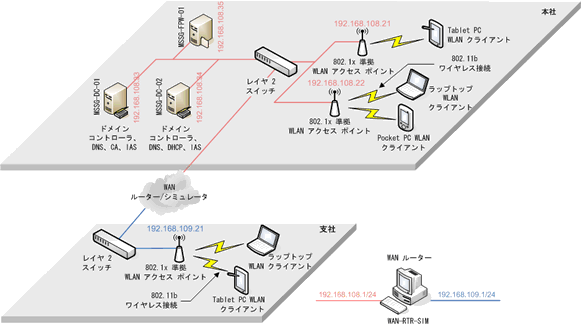 本社
MSSG-FPW-01
192.168.108.35
192.168.108.21
Tablet PC
WLAN クライアント
802.1x 準拠
WLAN アクセス ポイント
802.11b
ワイヤレス接続
MSSG-DC-01
192.168.108.33
MSSG-DC-02
192.168.108.34
レイヤ 2
スイッチ
192.168.108.22
ラップトップ
WLAN
クライアント
802.1x 準拠
WLAN アクセス ポイント
Pocket PC WLAN
クライアント
ドメイン
コントローラ、
DNS、CA、IAS
ドメイン
コントローラ、
DNS、DHCP、IAS
WAN
ルーター/シミュレータ
支社
192.168.109.21
レイヤ 2
スイッチ
802.1x 準拠
WLAN アクセス ポイント
ラップトップ
WLAN クライアント
802.11b
ワイヤレス接続
Tablet PC WLAN
クライアント
WAN ルーター
192.168.108.1/24
192.168.109.1/24
WAN-RTR-SIM